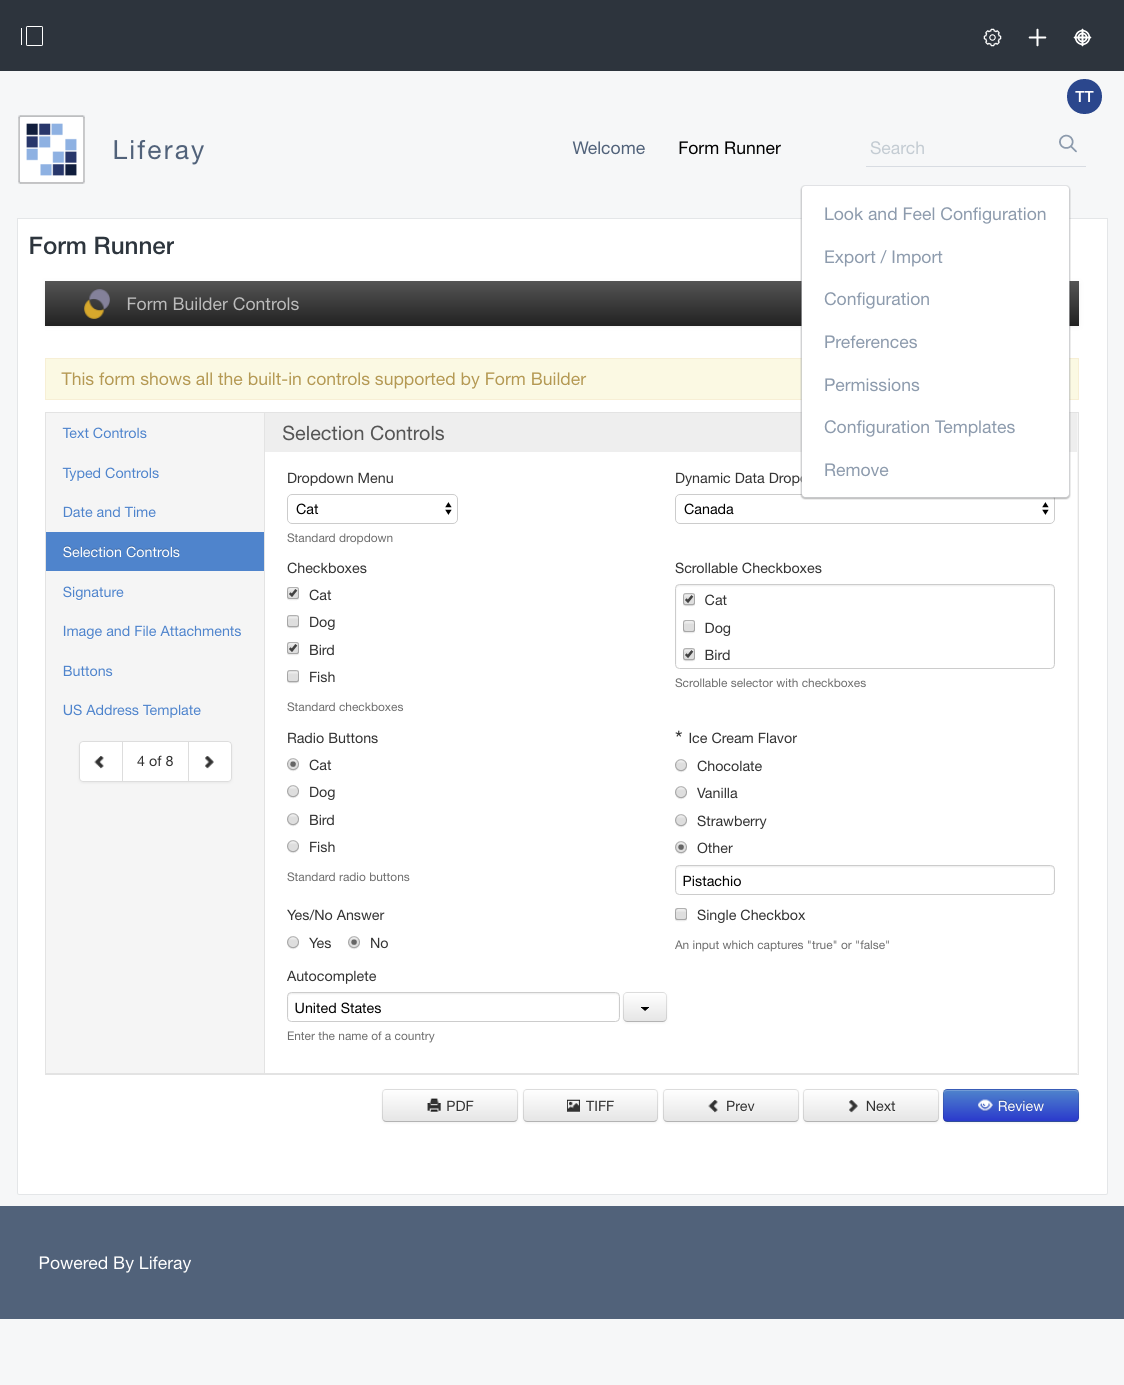 TT
Liferay
Welcome
Form Runner
Search
Look and Feel Configuration
Export / Import
Configuration
Preferences
Permissions
Configuration Templates
Remove
Form Runner
Form Builder Controls
This form shows all the built-in controls supported by Form Builder
Text Controls
Typed Controls
Date and Time
Selection Controls
Signature
Image and File Attachments
Buttons
US Address Template
4 of 8
Selection Controls
Dropdown Menu
Cat
Standard dropdown
Dynamic Data
Canada
Checkboxes
Cat
Dog
Bird
Fish
Standard checkboxes
Scrollable Checkboxes
Cat
Dog
Bird
Scrollable selector with checkboxes
Radio Buttons
Cat
Dog
Bird
Fish
Standard radio buttons
* Ice Cream Flavor
Chocolate
Vanilla
Strawberry
Other
Pistachio
Yes/No Answer
Yes No
Single Checkbox
An input which captures "true" or "false"
Autocomplete
United States
Enter the name of a country
PDF
TIFF
Prev
Next
Review
Powered By Liferay